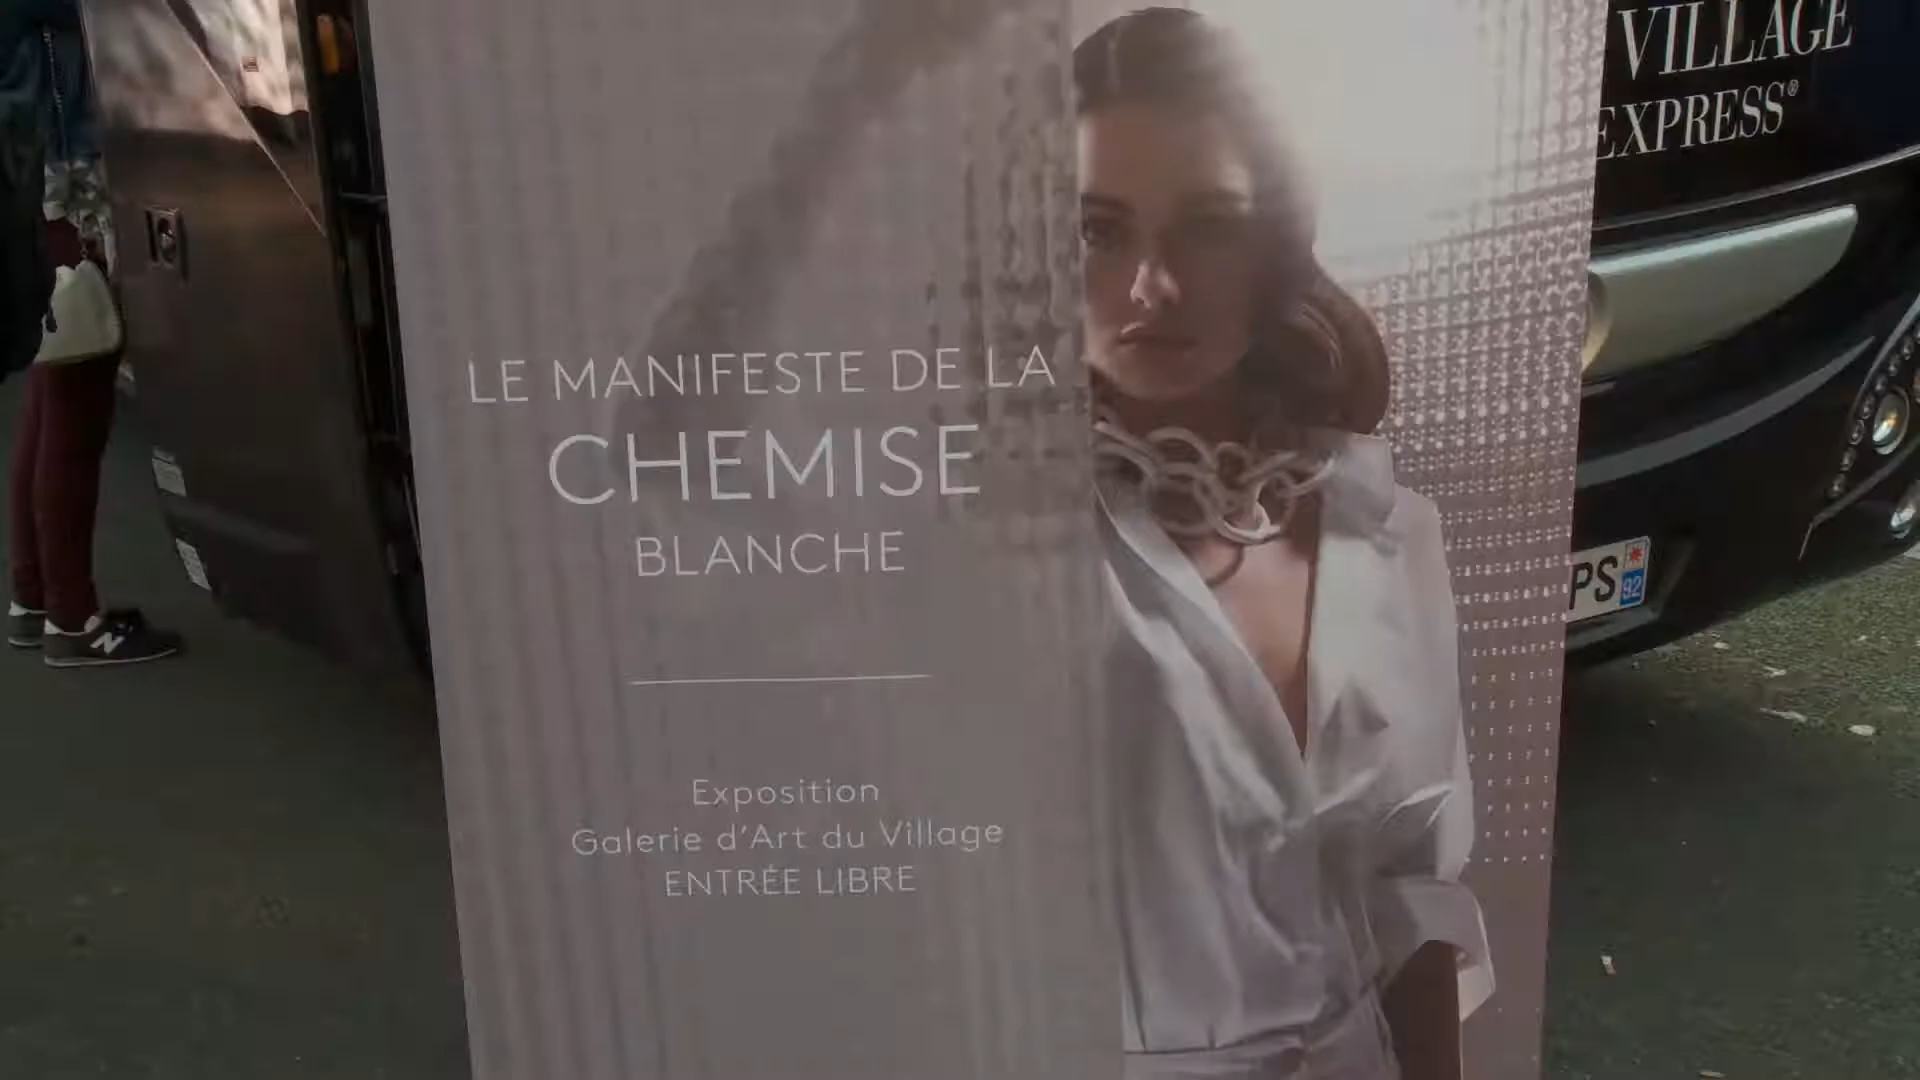 LE MANIFESTE DE LA
CHEMISE
BLANCHE
Exposition
Galerie d'Art du Village
ENTRÉE LIBRE
VILLAGE
EXPRESS®
PS
92
N